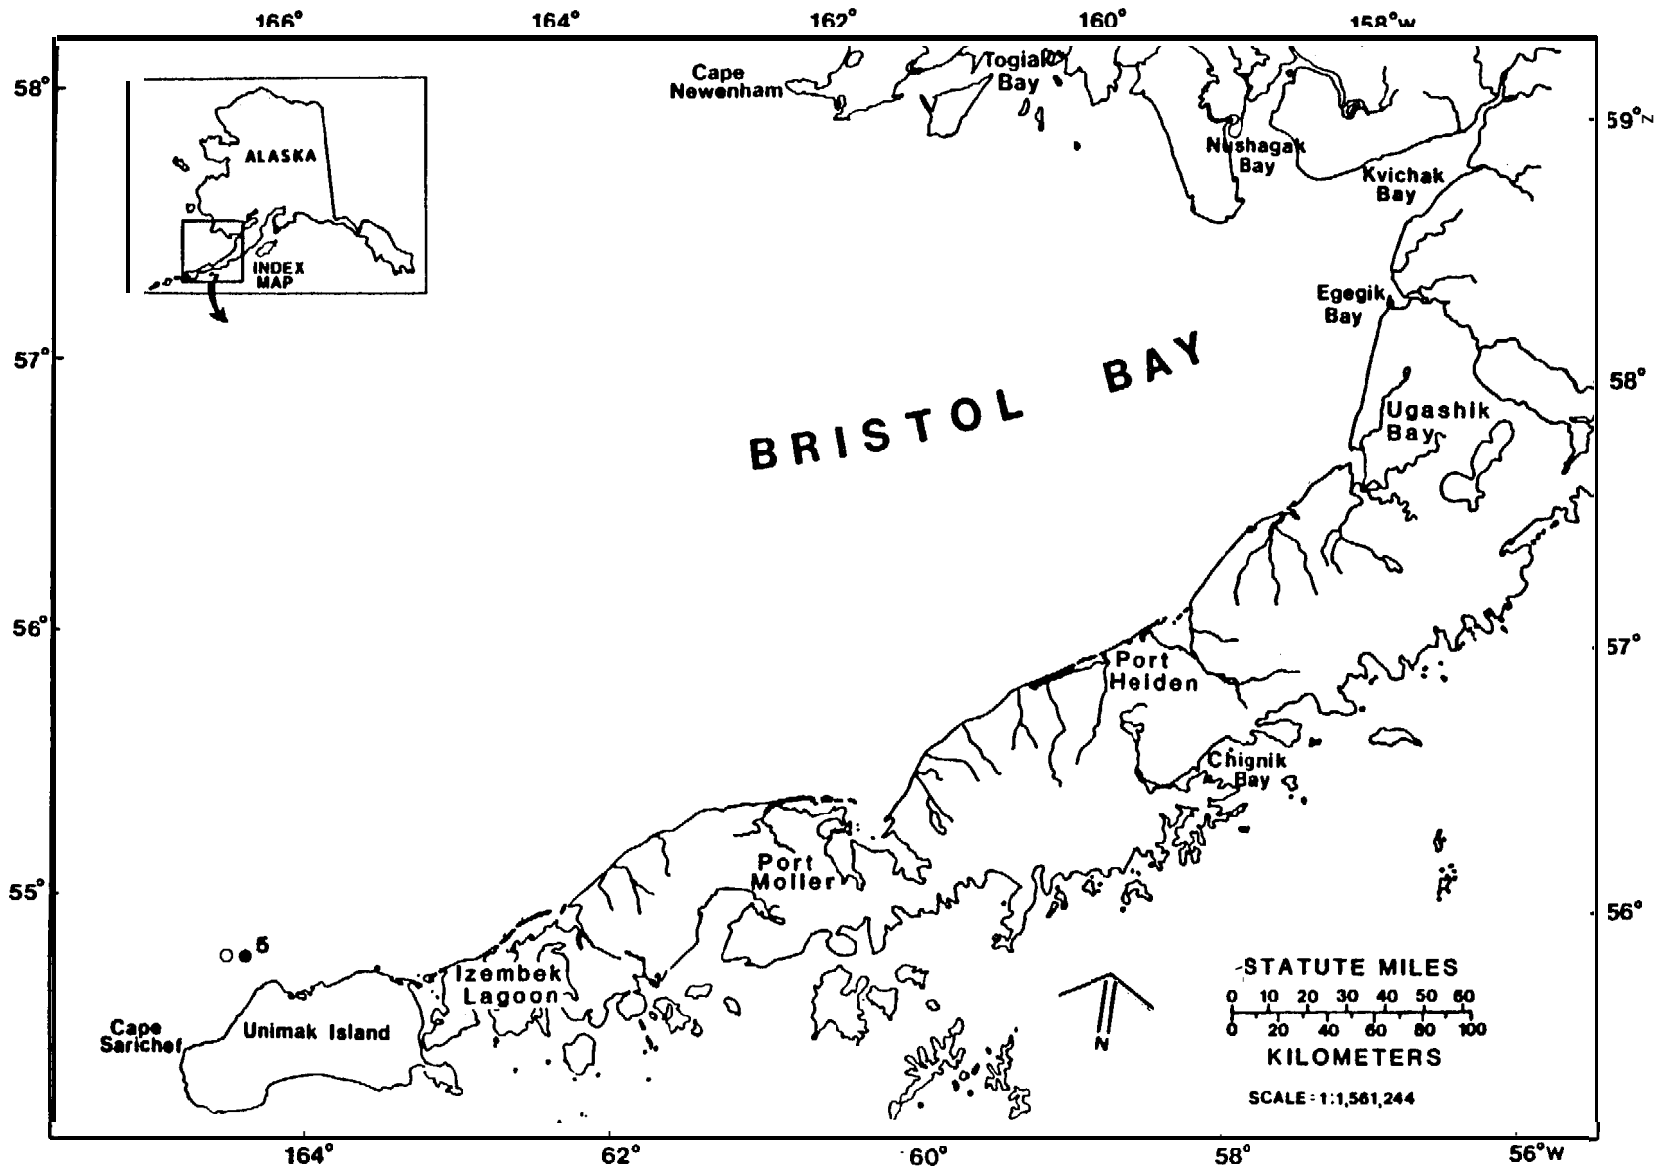 166° 164° 162° 160° 158°W
58°
57°
56°
55°
59°N
58°
57°
56°
ALASKA
INDEX
MAP
Cape
Newenham
Togiak
Bay
Nushagak
Bay
Kvichak
Bay
Egegik
Bay
BRISTOL BAY
Ugashik
Bay
Port
Heiden
Chignik
Bay
Port
Moller
5
Izembek
Lagoon
Unimak Island
Cape
Sarichef
N
STATUTE MILES
0 10 20 30 40 50 60
0 20 40 60 80 100
KILOMETERS
SCALE = 1:1,561,244
164° 62° 60° 58° 56°W